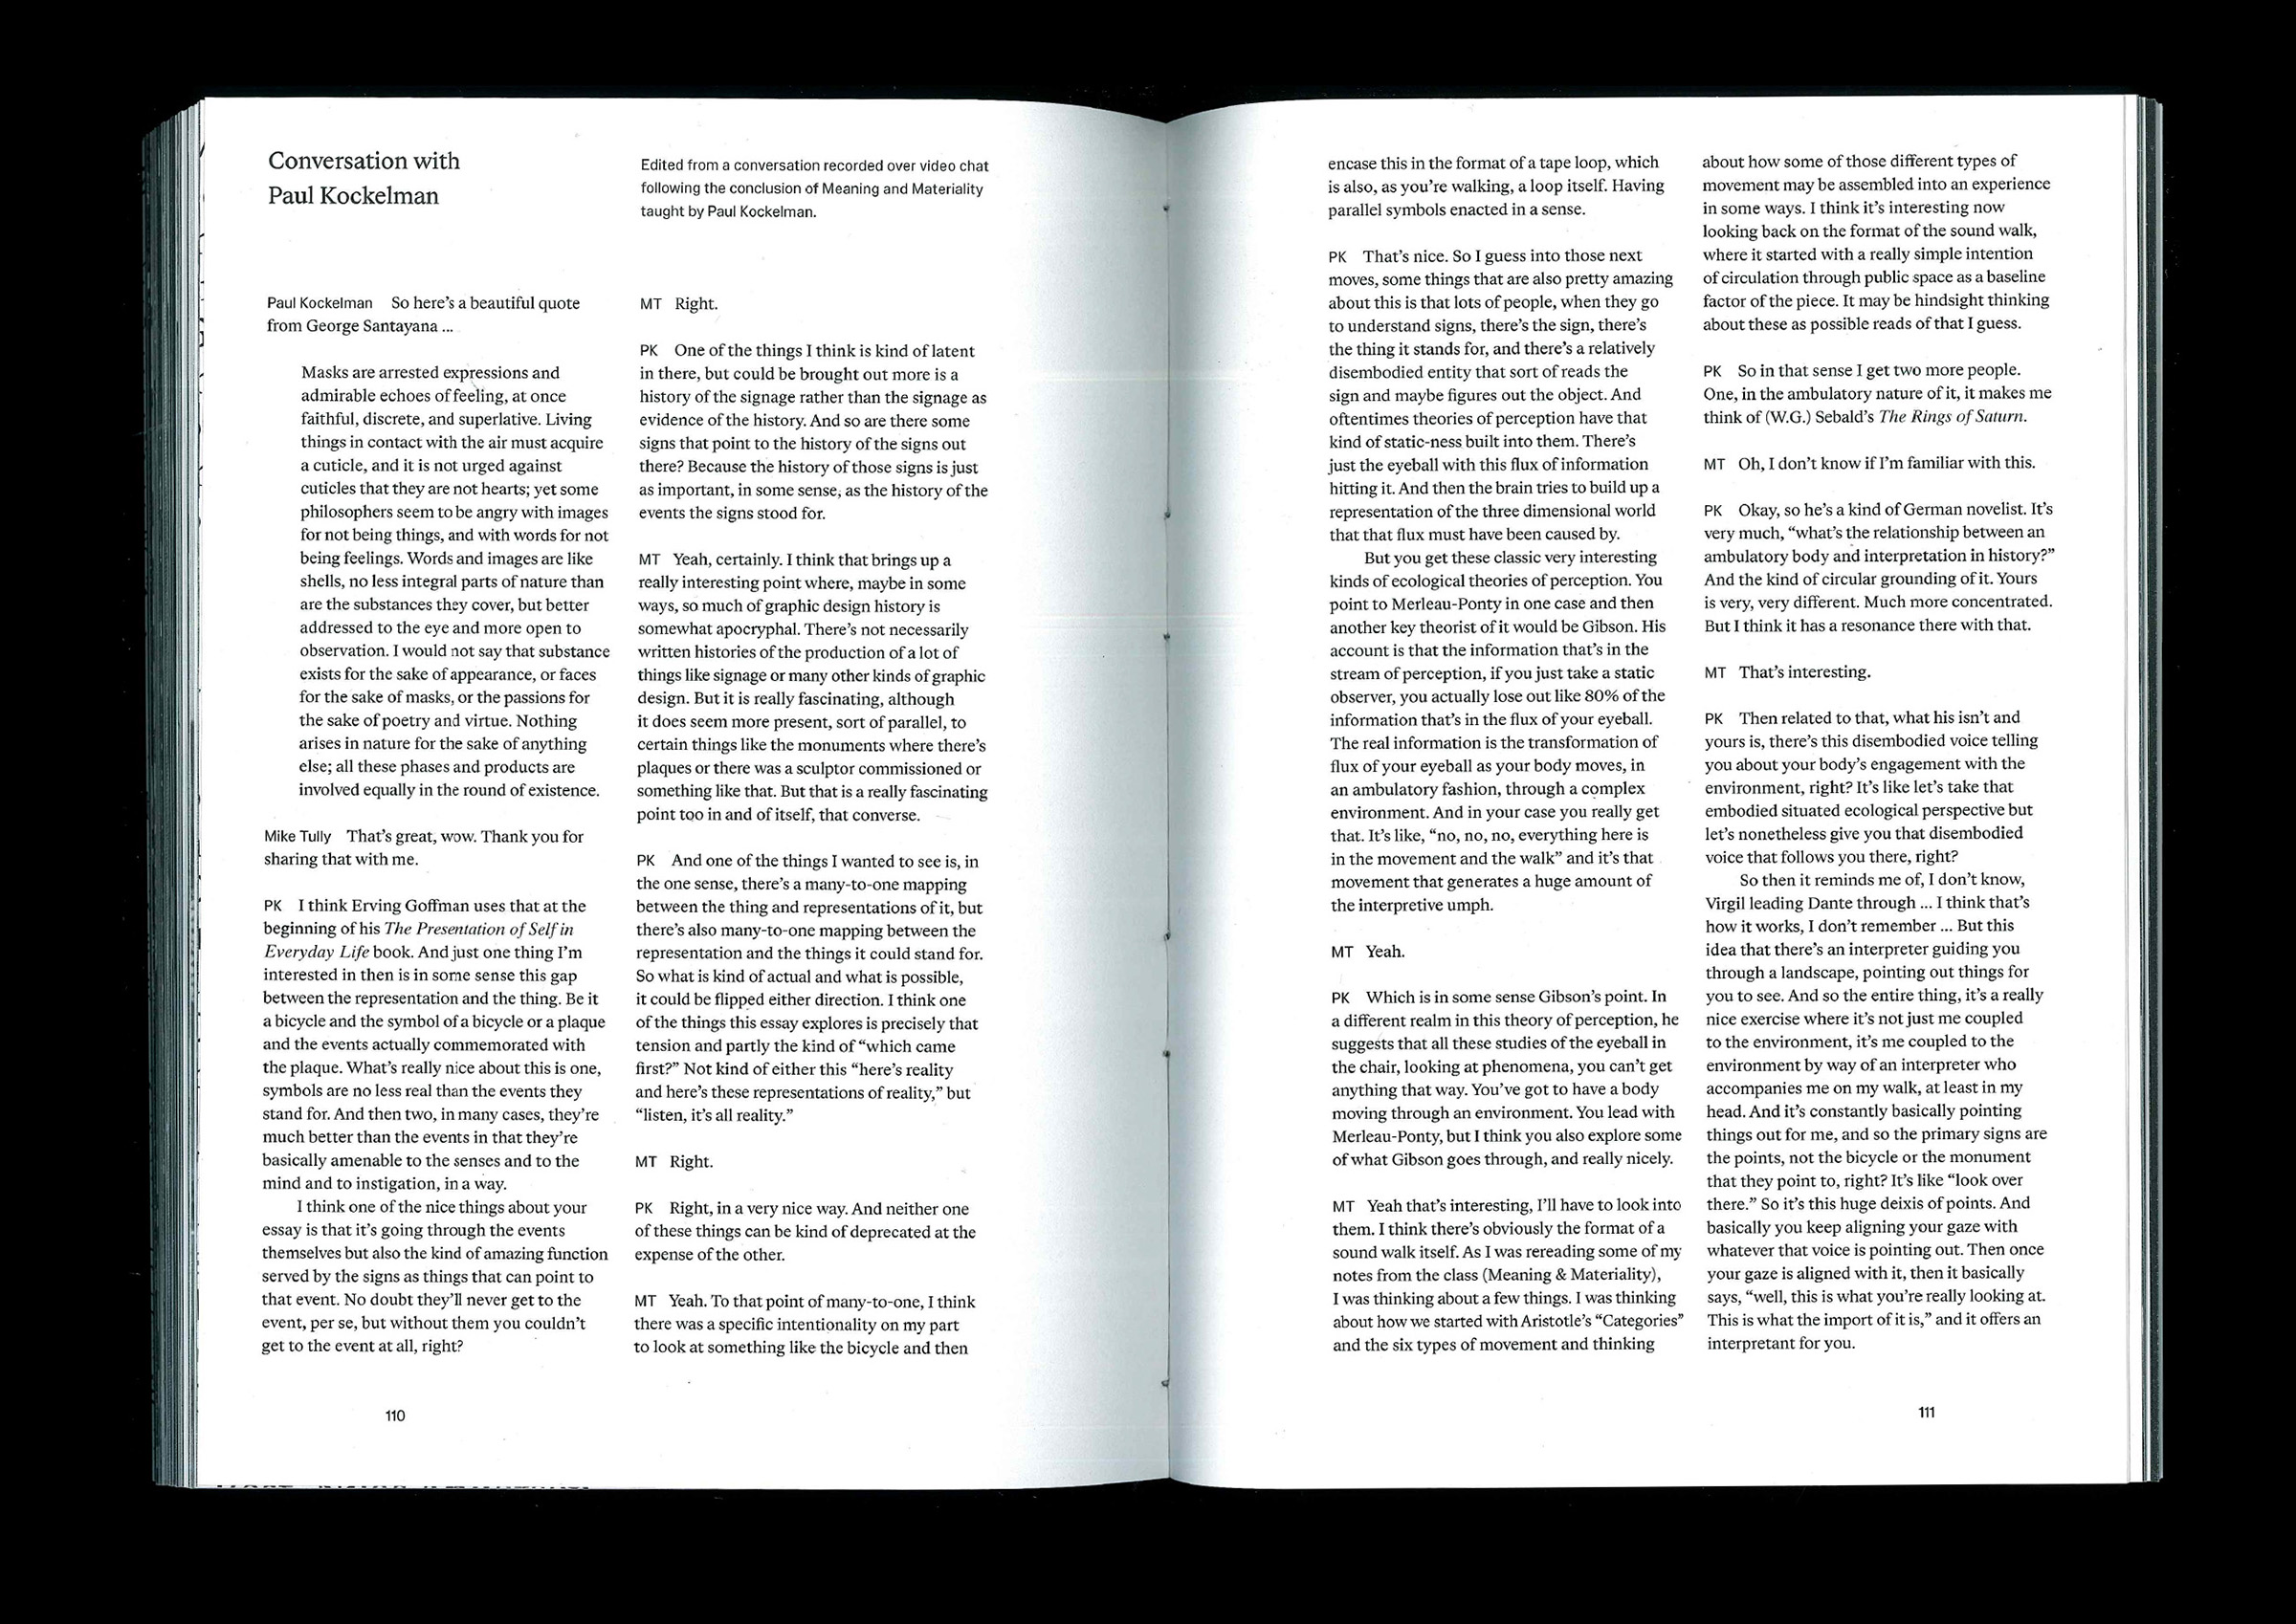 Conversation with
Paul Kockelman
Edited from a conversation recorded over video chat
following the conclusion of Meaning and Materiality
taught by Paul Kockelman.
Paul Kockelman So here's a beautiful quote
from George Santayana ...
Masks are arrested expressions and
admirable echoes of feeling, at once
faithful, discrete, and superlative. Living
things in contact with the air must acquire
a cuticle, and it is not urged against
cuticles that they are not hearts; yet some
philosophers seem to be angry with images
for not being things, and with words for not
being feelings. Words and images are like
shells, no less integral parts of nature than
are the substances they cover, but better
addressed to the eye and more open to
observation. I would not say that substance
exists for the sake of appearance, or faces
for the sake of masks, or the passions for
the sake of poetry and virtue. Nothing
arises in nature for the sake of anything
else; all these phases and products are
involved equally in the round of existence.
Mike Tully That's great, wow. Thank you for
sharing that with me.
PK I think Erving Goffman uses that at the
beginning of his The Presentation of Self in
Everyday Life book. And just one thing I'm
interested in then is in some sense this gap
between the representation and the thing. Be it
a bicycle and the symbol of a bicycle or a plaque
and the events actually commemorated with
the plaque. What's really nice about this is one,
symbols are no less real than the events they
stand for. And then two, in many cases, they're
much better than the events in that they're
basically amenable to the senses and to the
mind and to instigation, in a way.
I think one of the nice things about your
essay is that it's going through the events
themselves but also the kind of amazing function
served by the signs as things that can point to
that event. No doubt they'll never get to the
event, per se, but without them you couldn't
get to the event at all, right?
MT Right.
PK One of the things I think is kind of latent
in there, but could be brought out more is a
history of the signage rather than the signage as
evidence of the history. And so are there some
signs that point to the history of the signs out
there? Because the history of those signs is just
as important, in some sense, as the history of the
events the signs stood for.
MT Yeah, certainly. I think that brings up a
really interesting point where, maybe in some
ways, so much of graphic design history is
somewhat apocryphal. There's not necessarily
written histories of the production of a lot of
things like signage or many other kinds of graphic
design. But it is really fascinating, although
it does seem more present, sort of parallel, to
certain things like the monuments where there's
plaques or there was a sculptor commissioned or
something like that. But that is a really fascinating
point too in and of itself, that converse.
PK And one of the things I wanted to see is, in
the one sense, there's a many-to-one mapping
between the thing and representations of it, but
there's also many-to-one mapping between the
representation and the things it could stand for.
So what is kind of actual and what is possible,
it could be flipped either direction. I think one
of the things this essay explores is precisely that
tension and partly the kind of “which came
first?” Not kind of either this “here's reality
and here's these representations of reality,” but
“listen, it's all reality.”
MT Right.
PK Right, in a very nice way. And neither one
of these things can be kind of deprecated at the
expense of the other.
MT Yeah. To that point of many-to-one, I think
there was a specific intentionality on my part
to look at something like the bicycle and then
110
encase this in the format of a tape loop, which
is also, as you're walking, a loop itself. Having
parallel symbols enacted in a sense.
PK That's nice. So I guess into those next
moves, some things that are also pretty amazing
about this is that lots of people, when they go
to understand signs, there's the sign, there's
the thing it stands for, and there's a relatively
disembodied entity that sort of reads the
sign and maybe figures out the object. And
oftentimes theories of perception have that
kind of static-ness built into them. There's
just the eyeball with this flux of information
hitting it. And then the brain tries to build up a
representation of the three dimensional world
that that flux must have been caused by.
But you get these classic very interesting
kinds of ecological theories of perception. You
point to Merleau-Ponty in one case and then
another key theorist of it would be Gibson. His
account is that the information that's in the
stream of perception, if you just take a static
observer, you actually lose out like 80% of the
information that's in the flux of your eyeball.
The real information is the transformation of
flux of your eyeball as your body moves, in
an ambulatory fashion, through a complex
environment. And in your case you really get
that. It's like, “no, no, no, everything here is
in the movement and the walk” and it's that
movement that generates a huge amount of
the interpretive umph.
MT Yeah.
PK Which is in some sense Gibson's point. In
a different realm in this theory of perception, he
suggests that all these studies of the eyeball in
the chair, looking at phenomena, you can't get
anything that way. You've got to have a body
moving through an environment. You lead with
Merleau-Ponty, but I think you also explore some
of what Gibson goes through, and really nicely.
MT Yeah that's interesting, I'll have to look into
them. I think there's obviously the format of a
sound walk itself. As I was rereading some of my
notes from the class (Meaning & Materiality),
I was thinking about a few things. I was thinking
about how we started with Aristotle's “Categories”
and the six types of movement and thinking
about how some of those different types of
movement may be assembled into an experience
in some ways. I think it's interesting now
looking back on the format of the sound walk,
where it started with a really simple intention
of circulation through public space as a baseline
factor of the piece. It may be hindsight thinking
about these as possible reads of that I guess.
PK So in that sense I get two more people.
One, in the ambulatory nature of it, it makes me
think of (W.G.) Sebald's The Rings of Saturn.
MT Oh, I don't know if I'm familiar with this.
PK Okay, so he's a kind of German novelist. It's
very much, “what's the relationship between an
ambulatory body and interpretation in history?”
And the kind of circular grounding of it. Yours
is very, very different. Much more concentrated.
But I think it has a resonance there with that.
MT That's interesting.
PK Then related to that, what his isn't and
yours is, there's this disembodied voice telling
you about your body's engagement with the
environment, right? It's like let's take that
embodied situated ecological perspective but
let's nonetheless give you that disembodied
voice that follows you there, right?
So then it reminds me of, I don't know,
Virgil leading Dante through ... I think that's
how it works, I don't remember ... But this
idea that there's an interpreter guiding you
through a landscape, pointing out things for
you to see. And so the entire thing, it's a really
nice exercise where it's not just me coupled
to the environment, it's me coupled to the
environment by way of an interpreter who
accompanies me on my walk, at least in my
head. And it's constantly basically pointing
things out for me, and so the primary signs are
the points, not the bicycle or the monument
that they point to, right? It's like “look over
there.” So it's this huge deixis of points. And
basically you keep aligning your gaze with
whatever that voice is pointing out. Then once
your gaze is aligned with it, then it basically
says, “well, this is what you're really looking at.
This is what the import of it is,” and it offers an
interpretant for you.
111